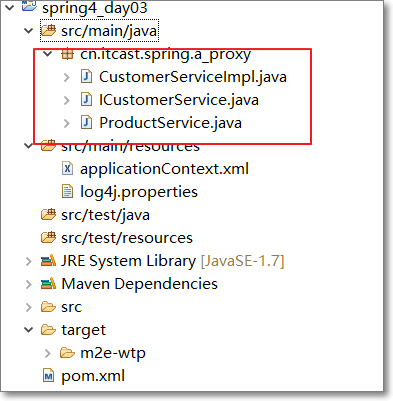 spring4_day03
src/main/java
cn.itcast.spring.a_proxy
CustomerServiceImpl.java
ICustomerService.java
ProductService.java
src/main/resources
applicationContext.xml
log4j.properties
src/test/java
src/test/resources
JRE System Library [JavaSE-1.7]
Maven Dependencies
src
target
m2e-wtp
pom.xml